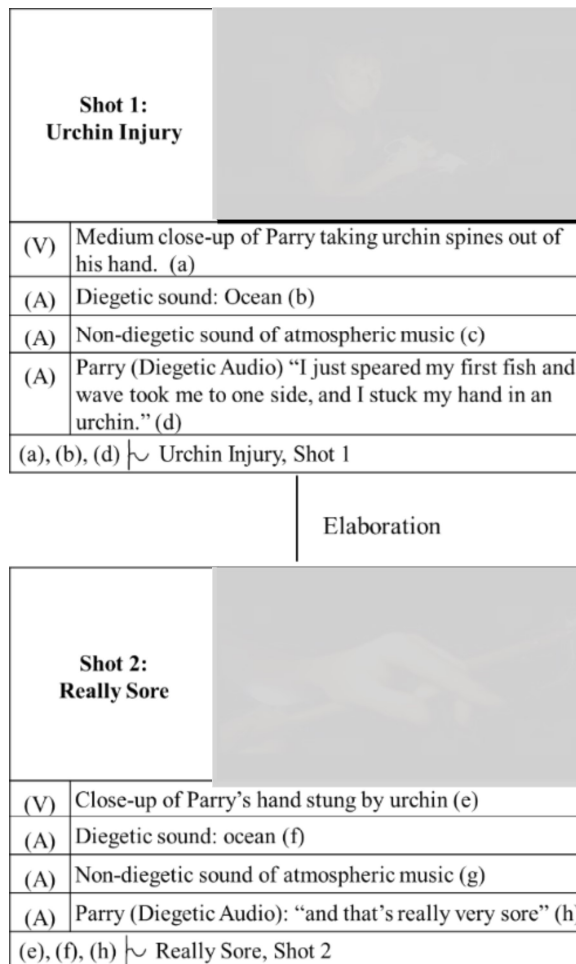 Shot 1:
Urchin Injury
(V) Medium close-up of Parry taking urchin spines out of
his hand. (a)
(A) Diegetic sound: Ocean (b)
(A) Non-diegetic sound of atmospheric music (c)
(A) Parry (Diegetic Audio) “I just speared my first fish and
wave took me to one side, and I stuck my hand in an
urchin.” (d)
(a), (b), (d) |~ Urchin Injury, Shot 1
Elaboration
Shot 2:
Really Sore
(V) Close-up of Parry’s hand stung by urchin (e)
(A) Diegetic sound: ocean (f)
(A) Non-diegetic sound of atmospheric music (g)
(A) Parry (Diegetic Audio): “and that’s really very sore” (h)
(e), (f), (h) |~ Really Sore, Shot 2